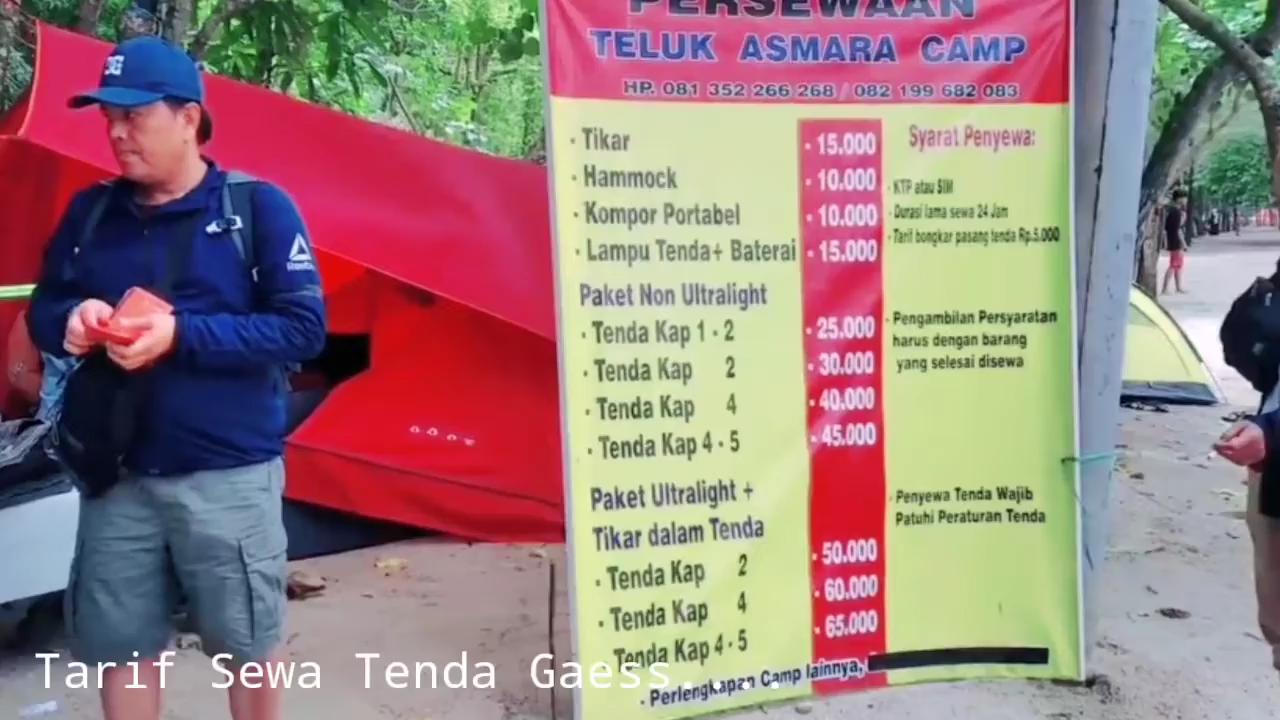 PERSEWAAN
TELUK ASMARA CAMP
HP. 081 352 266 268 / 082 199 682 083
· Tikar · 15.000
· Hammock · 10.000
· Kompor Portabel · 10.000
· Lampu Tenda+ Baterai · 15.000
Paket Non Ultralight
· Tenda Kap 1 - 2 · 25.000
· Tenda Kap 2 · 30.000
· Tenda Kap 4 · 40.000
· Tenda Kap 4 - 5 · 45.000
Paket Ultralight +
Tikar dalam Tenda
· Tenda Kap 2 · 50.000
· Tenda Kap 4 · 60.000
· Tenda Kap 4 - 5 · 65.000
· Perlengkapan Camp lainnya,
Syarat Penyewa:
· KTP atau SIM
· Durasi lama sewa 24 Jam
· Tarif bongkar pasang tenda Rp.5.000
· Pengambilan Persyaratan
harus dengan barang
yang selesai disewa
· Penyewa Tenda Wajib
Patuhi Peraturan Tenda
Reebok
Tarif Sewa Tenda Gaess....